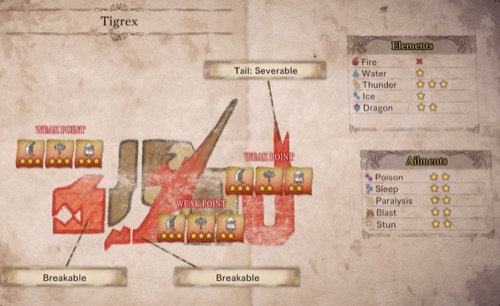 Tigrex
Elements
Fire
Water
Thunder
Ice
Dragon
Tail: Severable
WEAK POINT
WEAK POINT
WEAK POINT
Ailments
Poison
Sleep
Paralysis
Blast
Stun
Breakable
Breakable